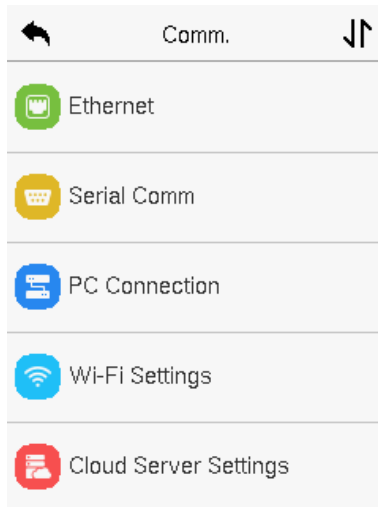 Comm.
Ethernet
Serial Comm
PC Connection
Wi-Fi Settings
Cloud Server Settings